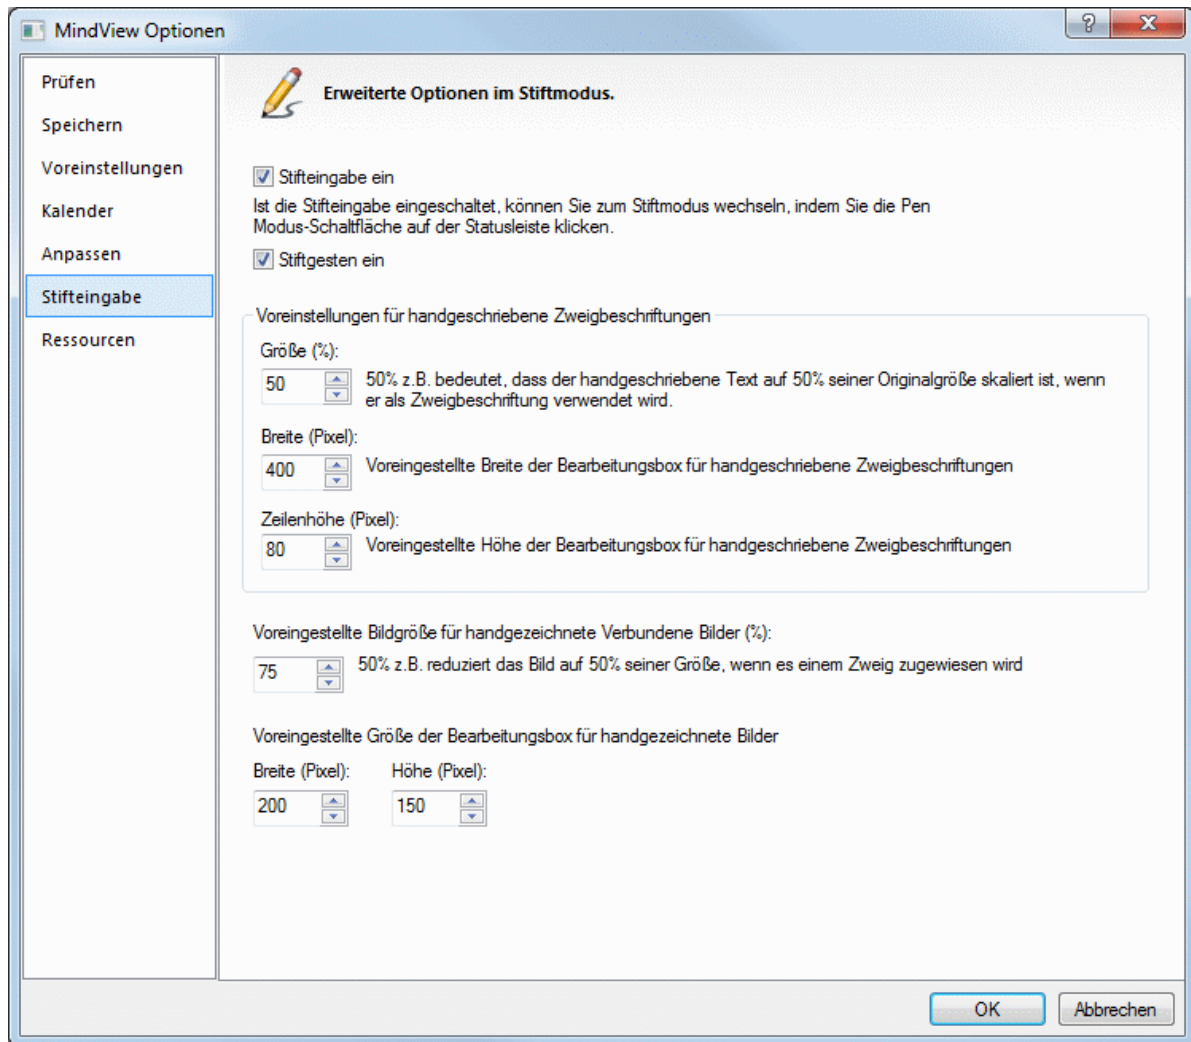 MindView Optionen
Prüfen
Speichern
Voreinstellungen
Kalender
Anpassen
Stifteingabe
Ressourcen
Erweiterte Optionen im Stiftmodus.
Stifteingabe ein
Ist die Stifteingabe eingeschaltet, können Sie zum Stiftmodus wechseln, indem Sie die Pen
Modus-Schaltfläche auf der Statusleiste klicken.
Stiftgesten ein
Voreinstellungen für handgeschriebene Zweigbeschriftungen
Größe (%):
50
50% z.B. bedeutet, dass der handgeschriebene Text auf 50% seiner Originalgröße skaliert ist, wenn
er als Zweigbeschriftung verwendet wird.
Breite (Pixel):
400 Voreingestellte Breite der Bearbeitungsbox für handgeschriebene Zweigbeschriftungen
Zeilenhöhe (Pixel):
80 Voreingestellte Höhe der Bearbeitungsbox für handgeschriebene Zweigbeschriftungen
Voreingestellte Bildgröße für handgezeichnete Verbundene Bilder (%):
75 50% z.B. reduziert das Bild auf 50% seiner Größe, wenn es einem Zweig zugewiesen wird
Voreingestellte Größe der Bearbeitungsbox für handgezeichnete Bilder
Breite (Pixel): Höhe (Pixel):
200 150
OK Abbrechen